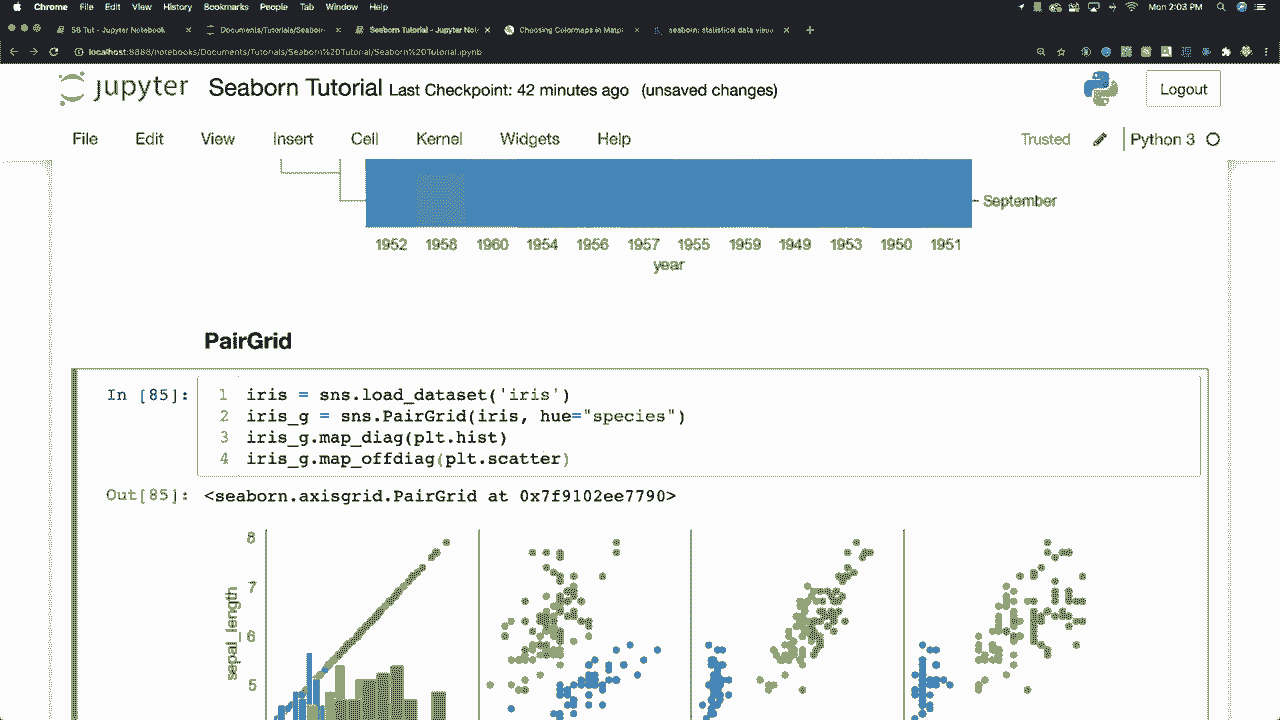 Chrome File Edit View History Bookmarks People Tab Window Help Mon 2:03 PM
56 Tut - Jupyter Notebook Documents/Tutorials/Seaborn Seaborn Tutorial - Jupyter Not Choosing Colormaps in Matpl seaborn: statistical data visua
localhost:8888/notebooks/Documents/Tutorials/Seaborn%20Tutorial/Seaborn%20Tutorial.ipynb
jupyter Seaborn Tutorial Last Checkpoint: 42 minutes ago (unsaved changes) Logout
File Edit View Insert Cell Kernel Widgets Help Trusted Python 3
September
1952 1958 1960 1954 1956 1957 1955 1959 1949 1953 1950 1951
year
PairGrid
In [85]: 1 iris = sns.load_dataset('iris')
2 iris_g = sns.PairGrid(iris, hue="species")
3 iris_g.map_diag(plt.hist)
4 iris_g.map_offdiag(plt.scatter)
Out[85]: <seaborn.axisgrid.PairGrid at 0x7f9102ee7790>
8
7
6
5
sepal_length